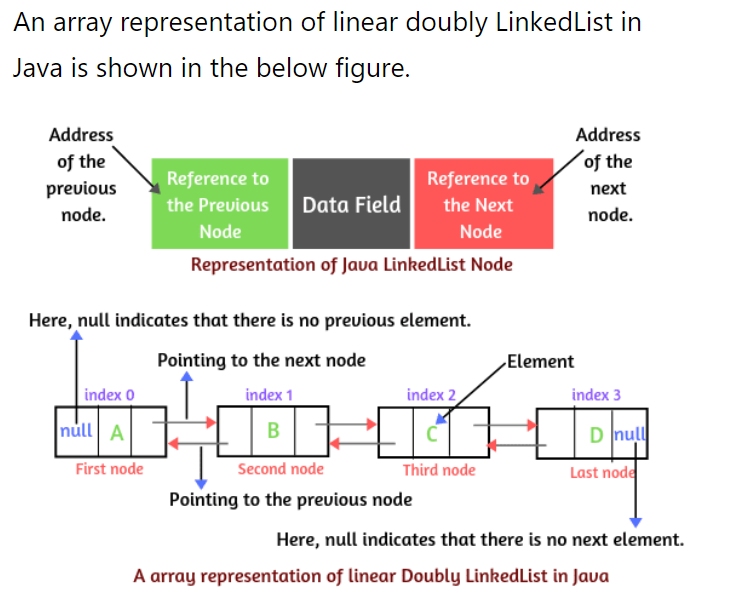 An array representation of linear doubly LinkedList in
Java is shown in the below figure.
Address
of the
previous
node.
Reference to
the Previous
Node
Data Field
Reference to
the Next
Node
Address
of the
next
node.
Representation of Java LinkedList Node
Here, null indicates that there is no previous element.
Pointing to the next node
Element
index 0
index 1
index 2
index 3
null
A
B
C
D
null
First node
Second node
Third node
Last node
Pointing to the previous node
Here, null indicates that there is no next element.
A array representation of linear Doubly LinkedList in Java